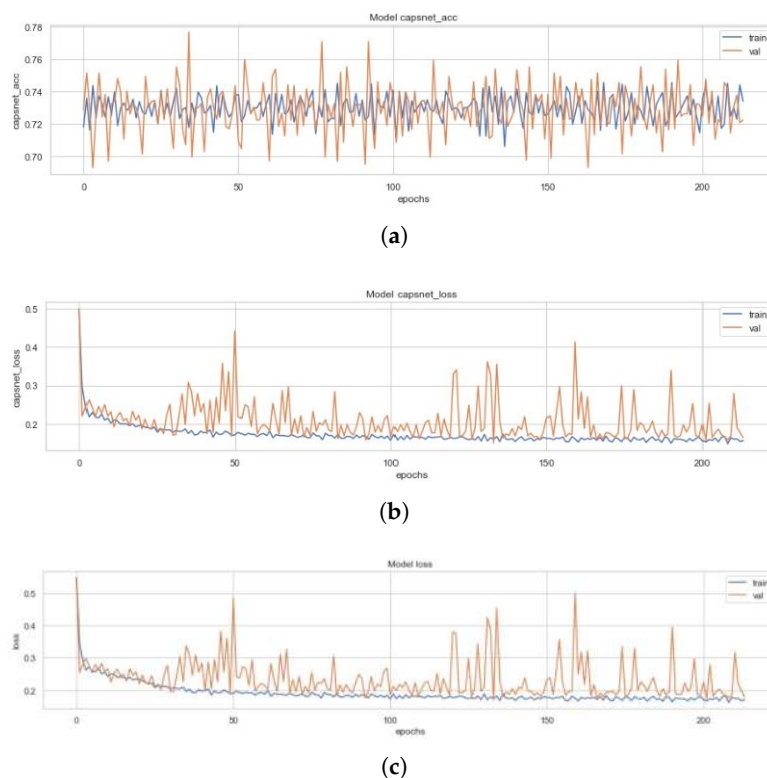 Model capsnet_acc
capsnet_acc
0.78
0.76
0.74
0.72
0.70
train
val
0
50
100
150
200
epochs
(a)
Model capsnet_loss
capsnet_loss
0.5
0.4
0.3
0.2
train
val
0
50
100
150
200
epochs
(b)
Model loss
loss
0.5
0.4
0.3
0.2
train
val
0
50
100
150
200
epochs
(c)